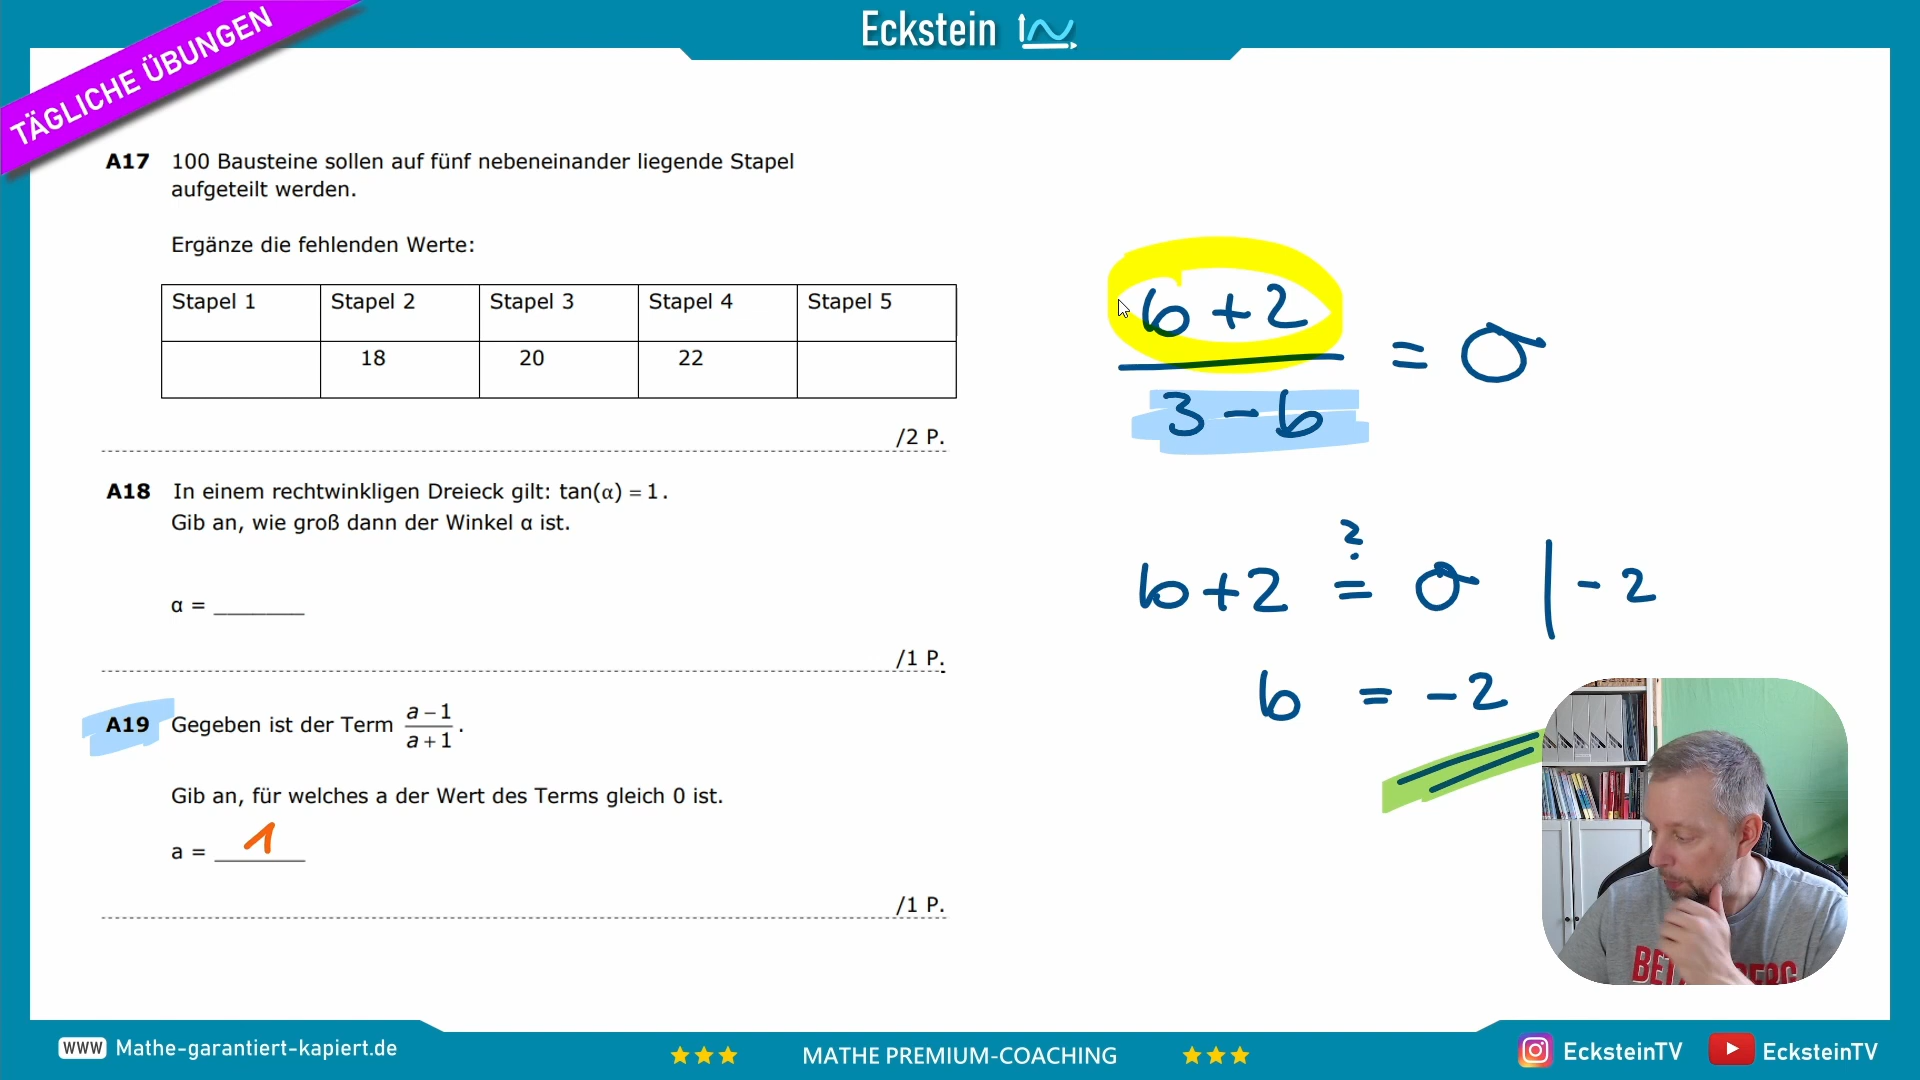 TÄGLICHE ÜBUNGEN
Eckstein
A17 100 Bausteine sollen auf fünf nebeneinander liegende Stapel
aufgeteilt werden.
Ergänze die fehlenden Werte:
Stapel 1 Stapel 2 Stapel 3 Stapel 4 Stapel 5
18 20 22
/2 P.
A18 In einem rechtwinkligen Dreieck gilt: tan(α) = 1.
Gib an, wie groß dann der Winkel α ist.
α = ________
/1 P.
A19 Gegeben ist der Term
a − 1
a + 1
.
Gib an, für welches a der Wert des Terms gleich 0 ist.
a = 1
/1 P.
b + 2
3 − b
= 0
?
b + 2 = 0 | − 2
b = − 2
WWW Mathe-garantiert-kapiert.de
MATHE PREMIUM-COACHING
EcksteinTV
EcksteinTV